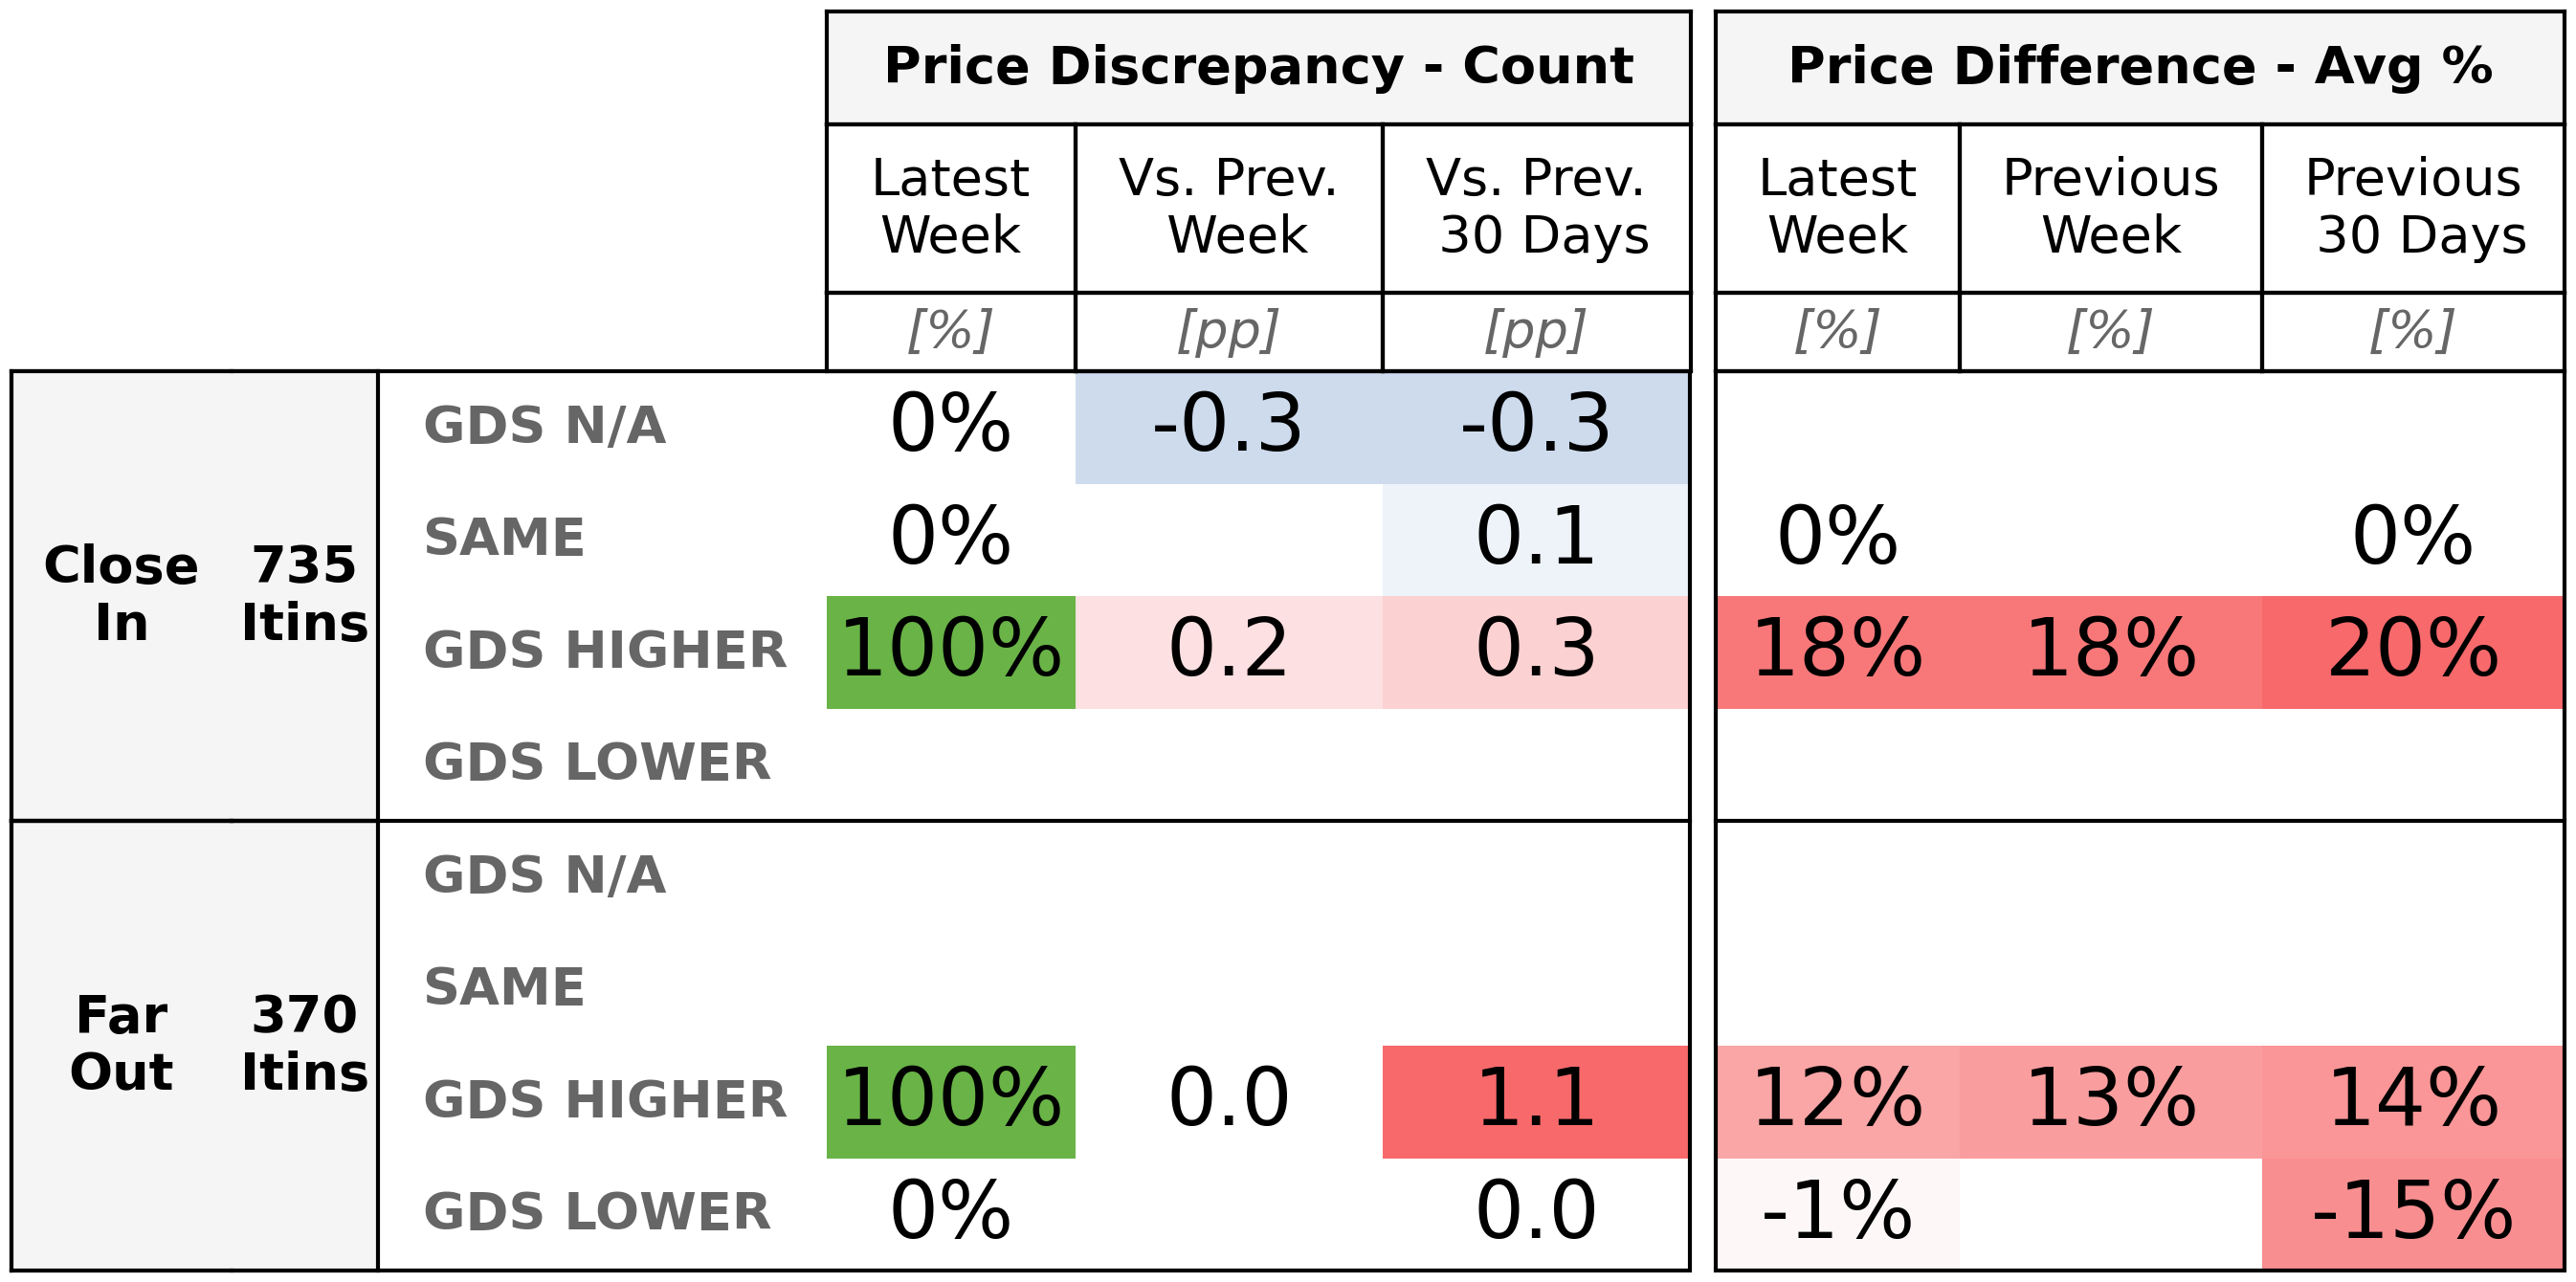 Price Discrepancy - Count Price Difference - Avg %
Latest Week Vs. Prev. Week Vs. Prev. 30 Days Latest Week Previous Week Previous 30 Days
[%] [pp] [pp] [%] [%] [%]
Close In 735 Itins
GDS N/A 0% -0.3 -0.3
SAME 0% 0.1 0% 0%
GDS HIGHER 100% 0.2 0.3 18% 18% 20%
GDS LOWER
Far Out 370 Itins
GDS N/A
SAME
GDS HIGHER 100% 0.0 1.1 12% 13% 14%
GDS LOWER 0% 0.0 -1% -15%